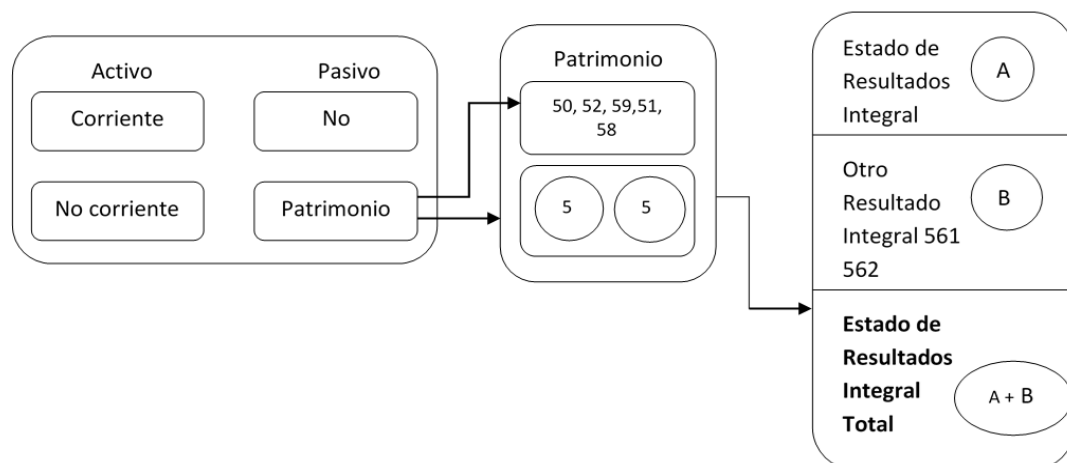 Activo
Pasivo
Corriente
No
No corriente
Patrimonio
Patrimonio
50, 52, 59,51,
58
5
5
Estado de
Resultados
Integral
A
Otro
Resultado
Integral 561
562
B
Estado de
Resultados
Integral
Total
A + B